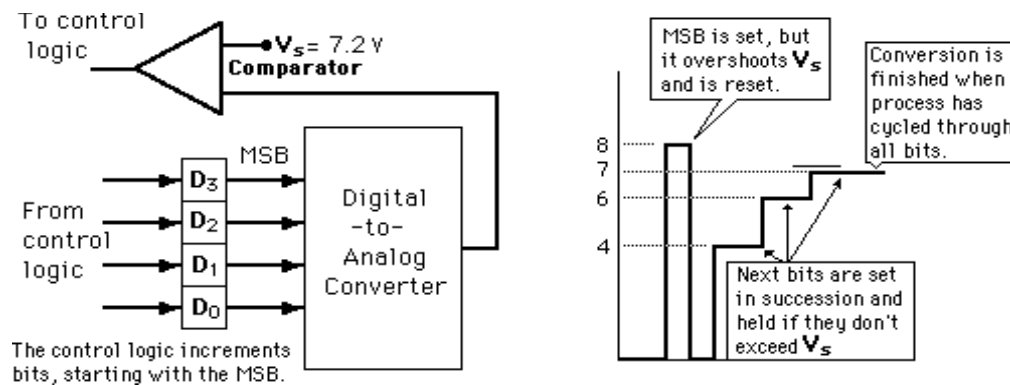 To control
logic
Vs= 7.2 V
Comparator
MSB
D3
D2
D1
D0
From
control
logic
Digital
-to-
Analog
Converter
The control logic increments
bits, starting with the MSB.
MSB is set, but
it overshoots Vs
and is reset.
Conversion is
finished when
process has
cycled through
all bits.
8
7
6
4
Next bits are set
in succession and
held if they don't
exceed Vs